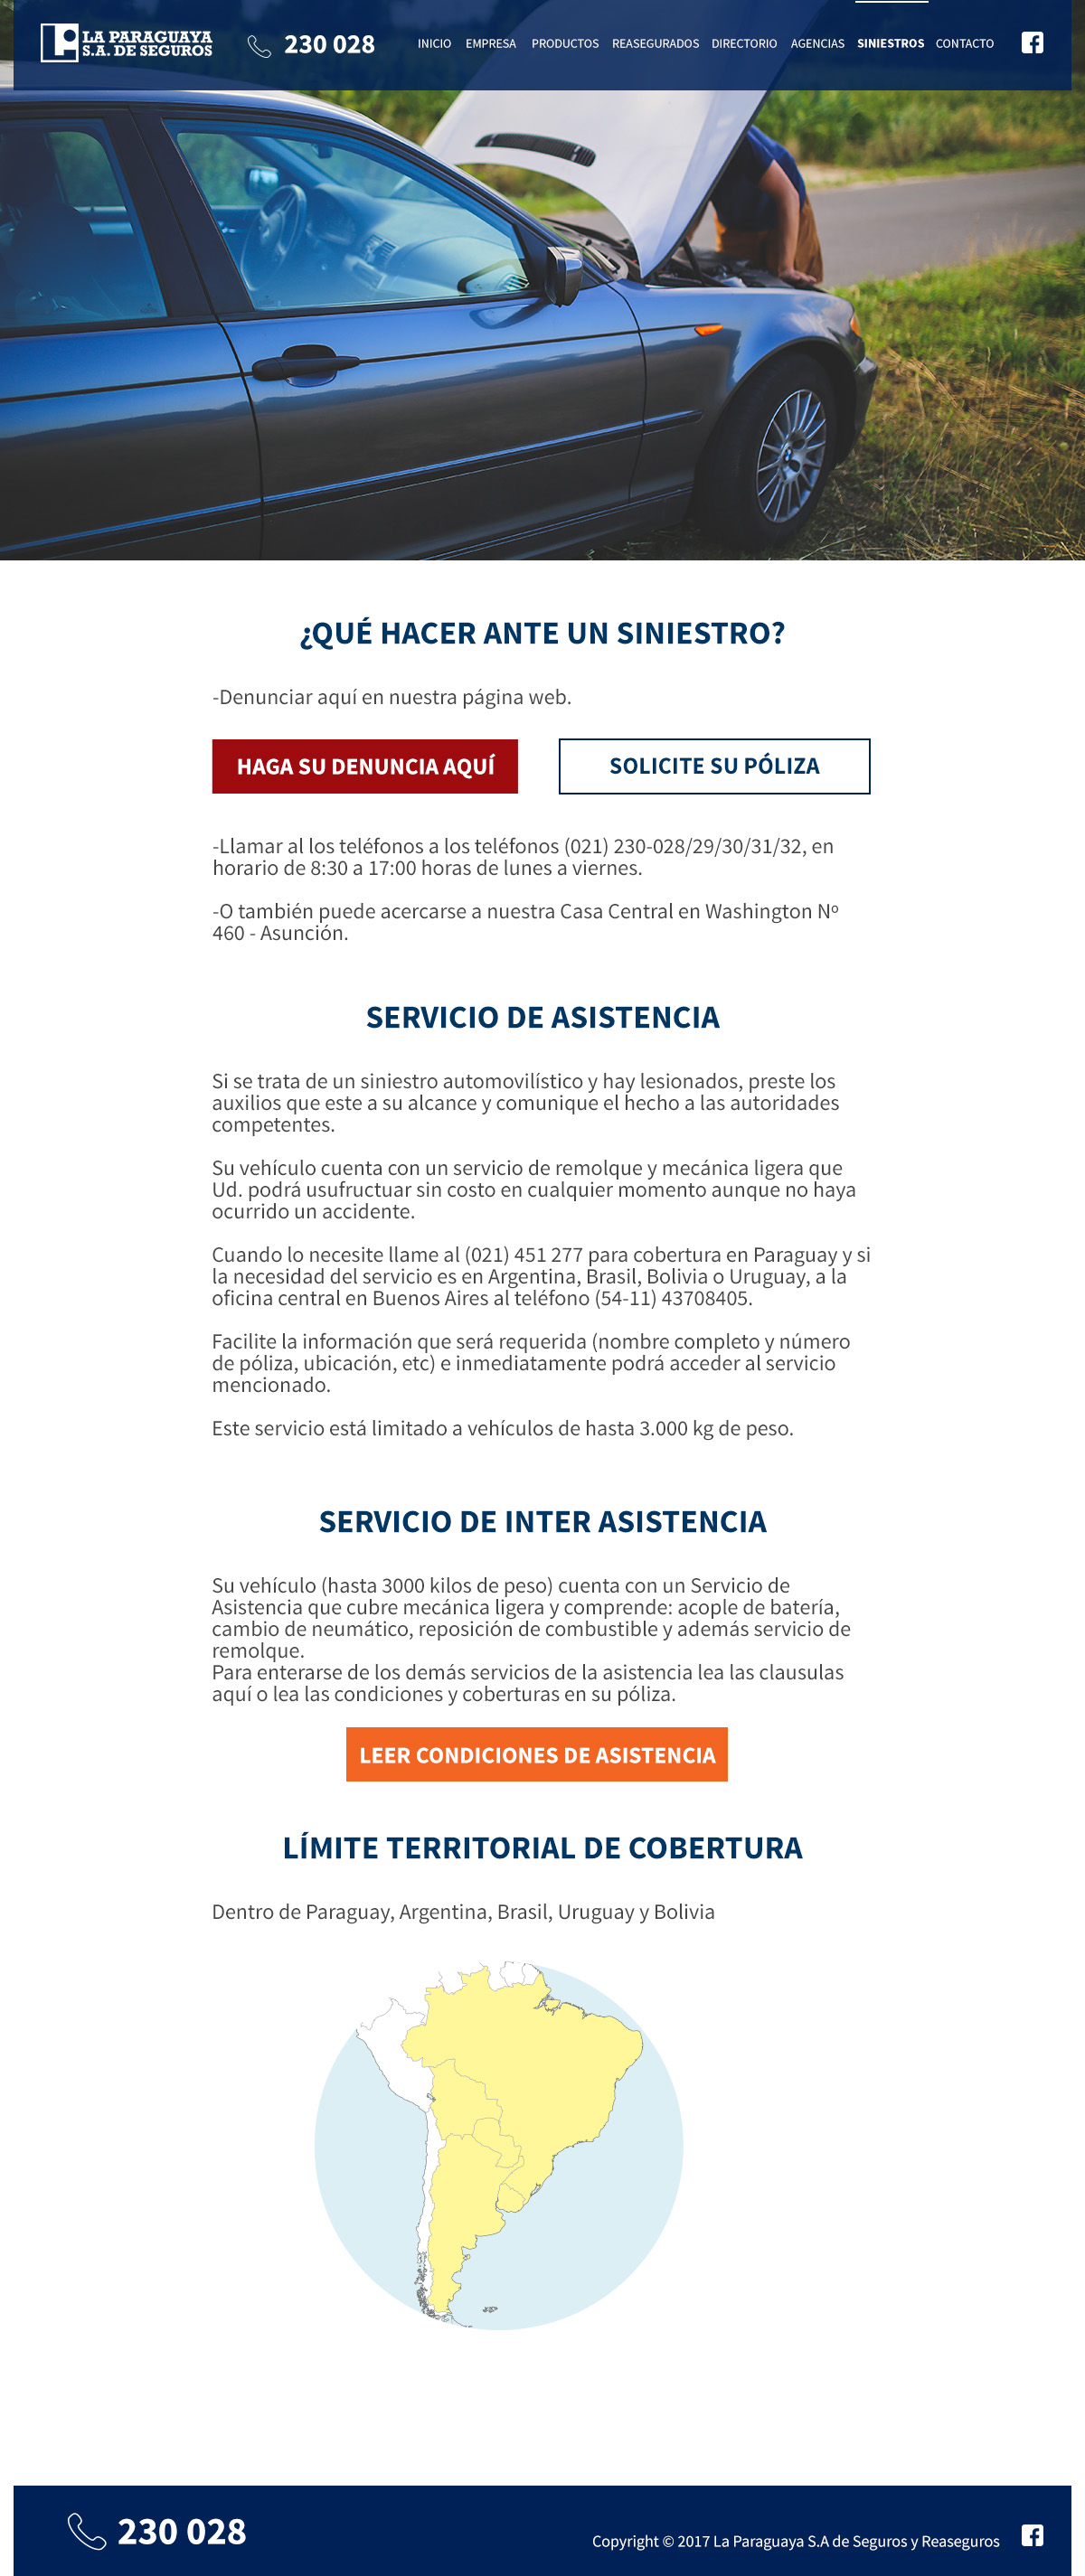 LA PARAGUAYA
S.A. DE SEGUROS
230 028
INICIO EMPRESA PRODUCTOS REASEGURADOS DIRECTORIO AGENCIAS SINIESTROS CONTACTO
¿QUÉ HACER ANTE UN SINIESTRO?
-Denunciar aquí en nuestra página web.
HAGA SU DENUNCIA AQUÍ
SOLICITE SU PÓLIZA
-Llamar al los teléfonos a los teléfonos (021) 230-028/29/30/31/32, en
horario de 8:30 a 17:00 horas de lunes a viernes.
-O también puede acercarse a nuestra Casa Central en Washington Nº
460 - Asunción.
SERVICIO DE ASISTENCIA
Si se trata de un siniestro automovilístico y hay lesionados, preste los
auxilios que este a su alcance y comunique el hecho a las autoridades
competentes.
Su vehículo cuenta con un servicio de remolque y mecánica ligera que
Ud. podrá usufructuar sin costo en cualquier momento aunque no haya
ocurrido un accidente.
Cuando lo necesite llame al (021) 451 277 para cobertura en Paraguay y si
la necesidad del servicio es en Argentina, Brasil, Bolivia o Uruguay, a la
oficina central en Buenos Aires al teléfono (54-11) 43708405.
Facilite la información que será requerida (nombre completo y número
de póliza, ubicación, etc) e inmediatamente podrá acceder al servicio
mencionado.
Este servicio está limitado a vehículos de hasta 3.000 kg de peso.
SERVICIO DE INTER ASISTENCIA
Su vehículo (hasta 3000 kilos de peso) cuenta con un Servicio de
Asistencia que cubre mecánica ligera y comprende: acople de batería,
cambio de neumático, reposición de combustible y además servicio de
remolque.
Para enterarse de los demás servicios de la asistencia lea las clausulas
aquí o lea las condiciones y coberturas en su póliza.
LEER CONDICIONES DE ASISTENCIA
LÍMITE TERRITORIAL DE COBERTURA
Dentro de Paraguay, Argentina, Brasil, Uruguay y Bolivia
230 028
Copyright © 2017 La Paraguaya S.A de Seguros y Reaseguros